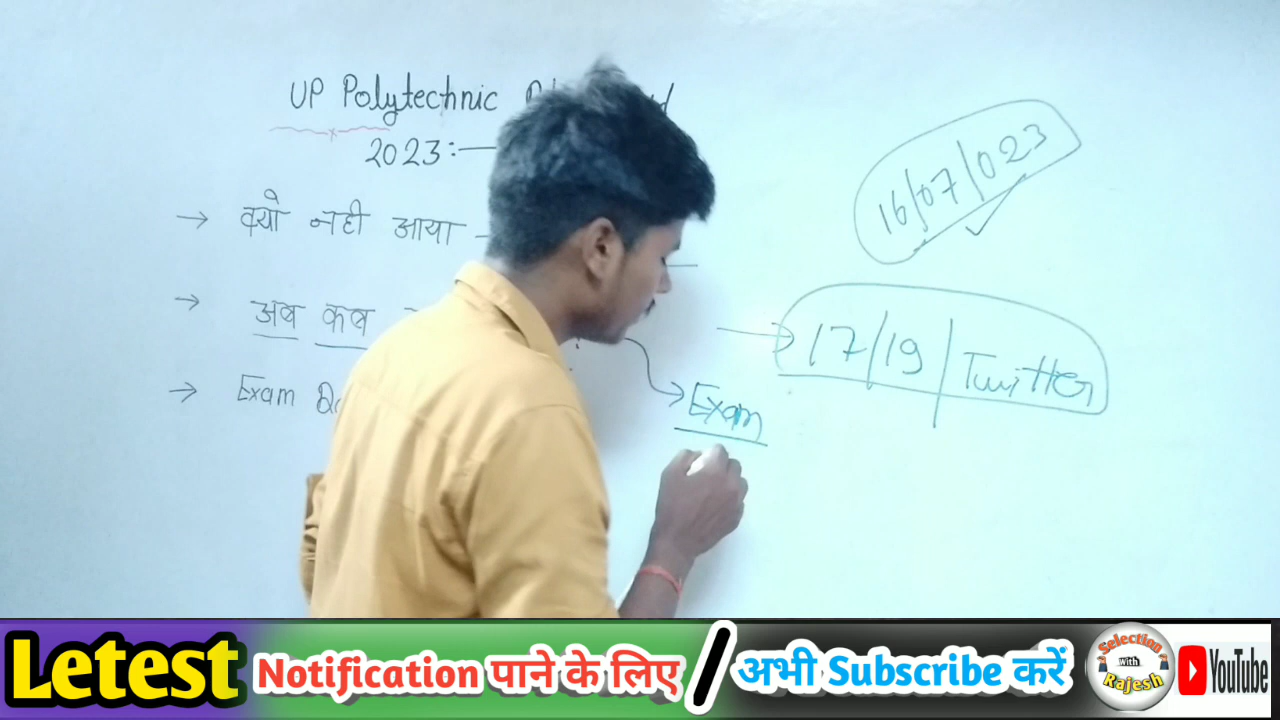 UP Polytechnic
2023:—
16/07/023
→ क्यो नही आया
→ अब कब
→ 17/19/Twitter
→ Exam
→ Exam
Letest Notification पाने के लिए / अभी Subscribe करें
Selection
with
Rajesh
YouTube